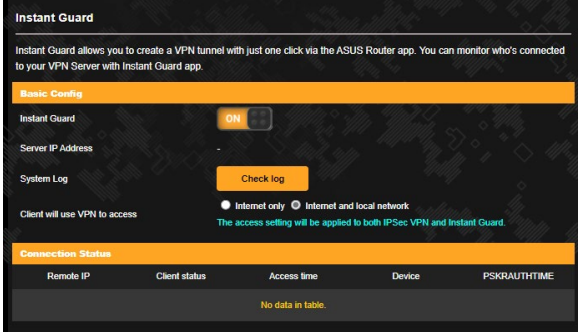 Instant Guard
Instant Guard allows you to create a VPN tunnel with just one click via the ASUS Router app. You can monitor who's connected
to your VPN Server with Instant Guard app.
Basic Config
Instant Guard
ON
Server IP Address
-
System Log
Check log
Client will use VPN to access
Internet only Internet and local network
The access setting will be applied to both IPSec VPN and Instant Guard.
Connection Status
Remote IP Client status Access time Device PSKRAUTHTIME
No data in table.